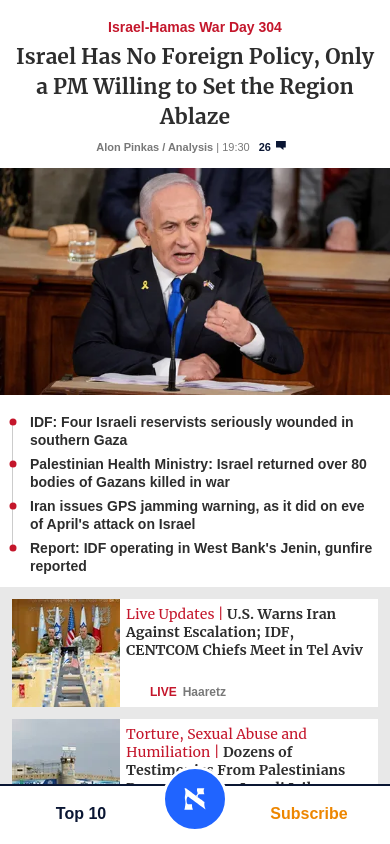 Israel-Hamas War Day 304
Israel Has No Foreign Policy, Only
a PM Willing to Set the Region
Ablaze
Alon Pinkas / Analysis | 19:30 26
IDF: Four Israeli reservists seriously wounded in
southern Gaza
Palestinian Health Ministry: Israel returned over 80
bodies of Gazans killed in war
Iran issues GPS jamming warning, as it did on eve
of April's attack on Israel
Report: IDF operating in West Bank's Jenin, gunfire
reported
Live Updates | U.S. Warns Iran
Against Escalation; IDF,
CENTCOM Chiefs Meet in Tel Aviv
LIVE Haaretz
Torture, Sexual Abuse and
Humiliation | Dozens of
Testimonies From Palestinians
Top 10
Subscribe